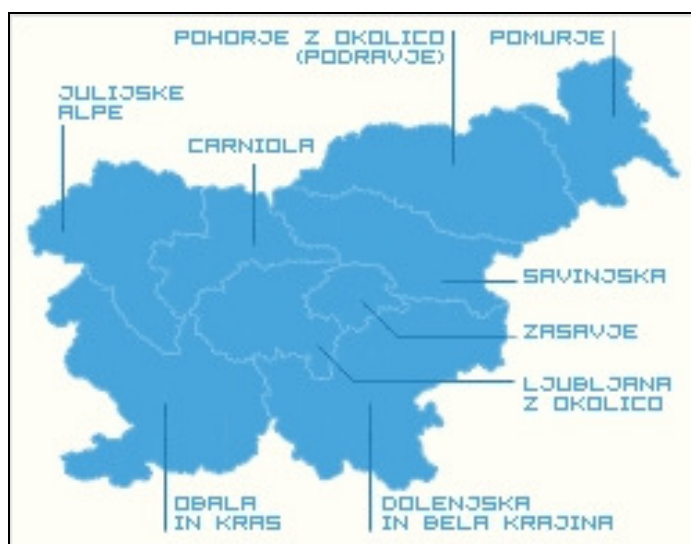 POHORJE Z OKOLICO
(PODRAVJE)
POMURJE
JULIJSKE
ALPE
CARNIOLA
SAVINJSKA
ZASAVJE
LJUBLJANA
Z OKOLICO
OBALA
IN KRAS
DOLENJSKA
IN BELA KRAJINA